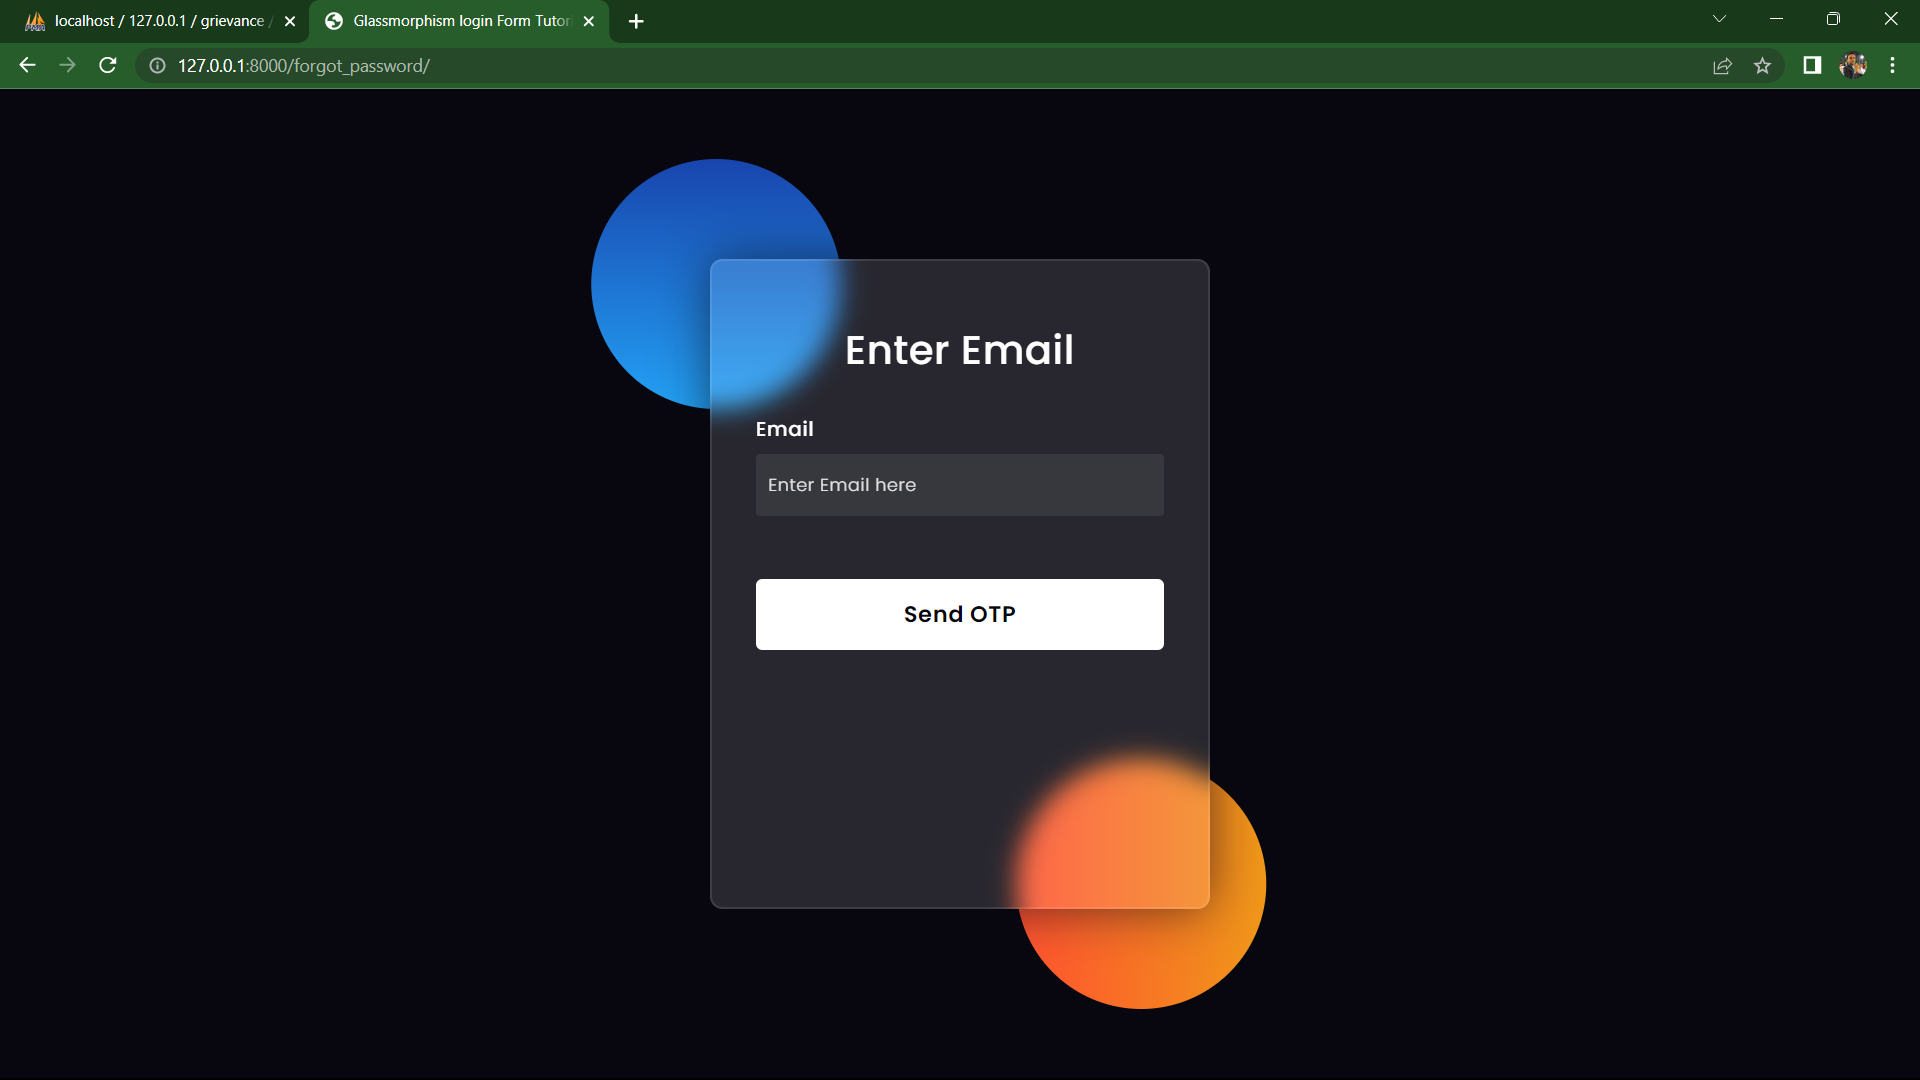 localhost / 127.0.0.1 / grievance /
Glassmorphism login Form Tutori
127.0.0.1:8000/forgot_password/
Enter Email
Email
Enter Email here
Send OTP